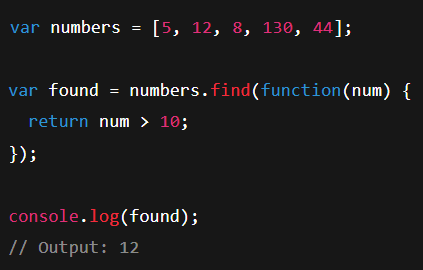 var numbers = [5, 12, 8, 130, 44];
var found = numbers.find(function(num) {
  return num > 10;
});
console.log(found);
// Output: 12